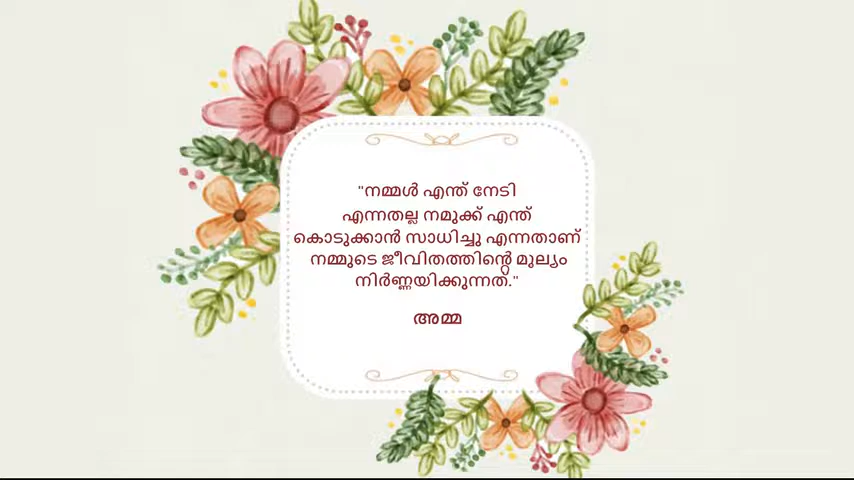 "നമ്മൾ എന്ത് നേടി
എന്നതല്ല നമുക്ക് എന്ത്
കൊടുക്കാൻ സാധിച്ചു എന്നതാണ്
നമ്മുടെ ജീവിതത്തിന്റെ മൂല്യം
നിർണ്ണയിക്കുന്നത്."
അമ്മ